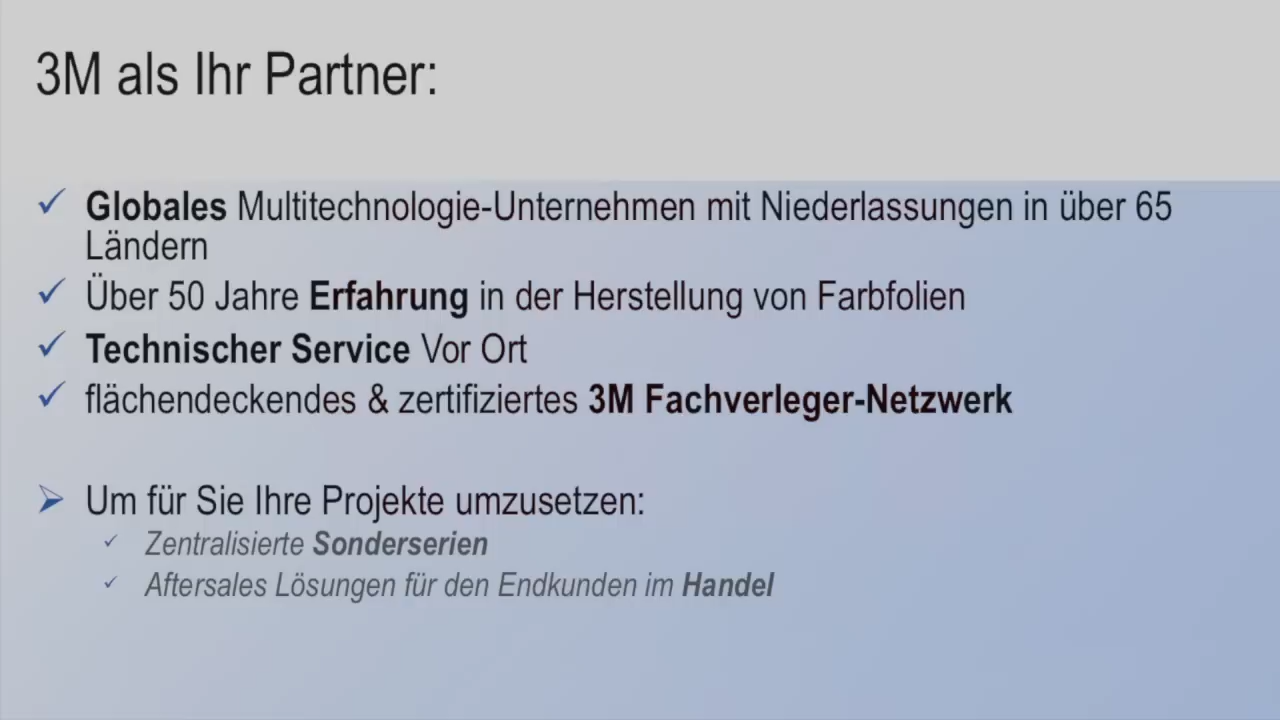 3M als Ihr Partner:
Globales Multitechnologie-Unternehmen mit Niederlassungen in über 65
Ländern
Über 50 Jahre Erfahrung in der Herstellung von Farbfolien
Technischer Service Vor Ort
flächendeckendes & zertifiziertes 3M Fachverleger-Netzwerk
Um für Sie Ihre Projekte umzusetzen:
Zentralisierte Sonderserien
Aftersales Lösungen für den Endkunden im Handel